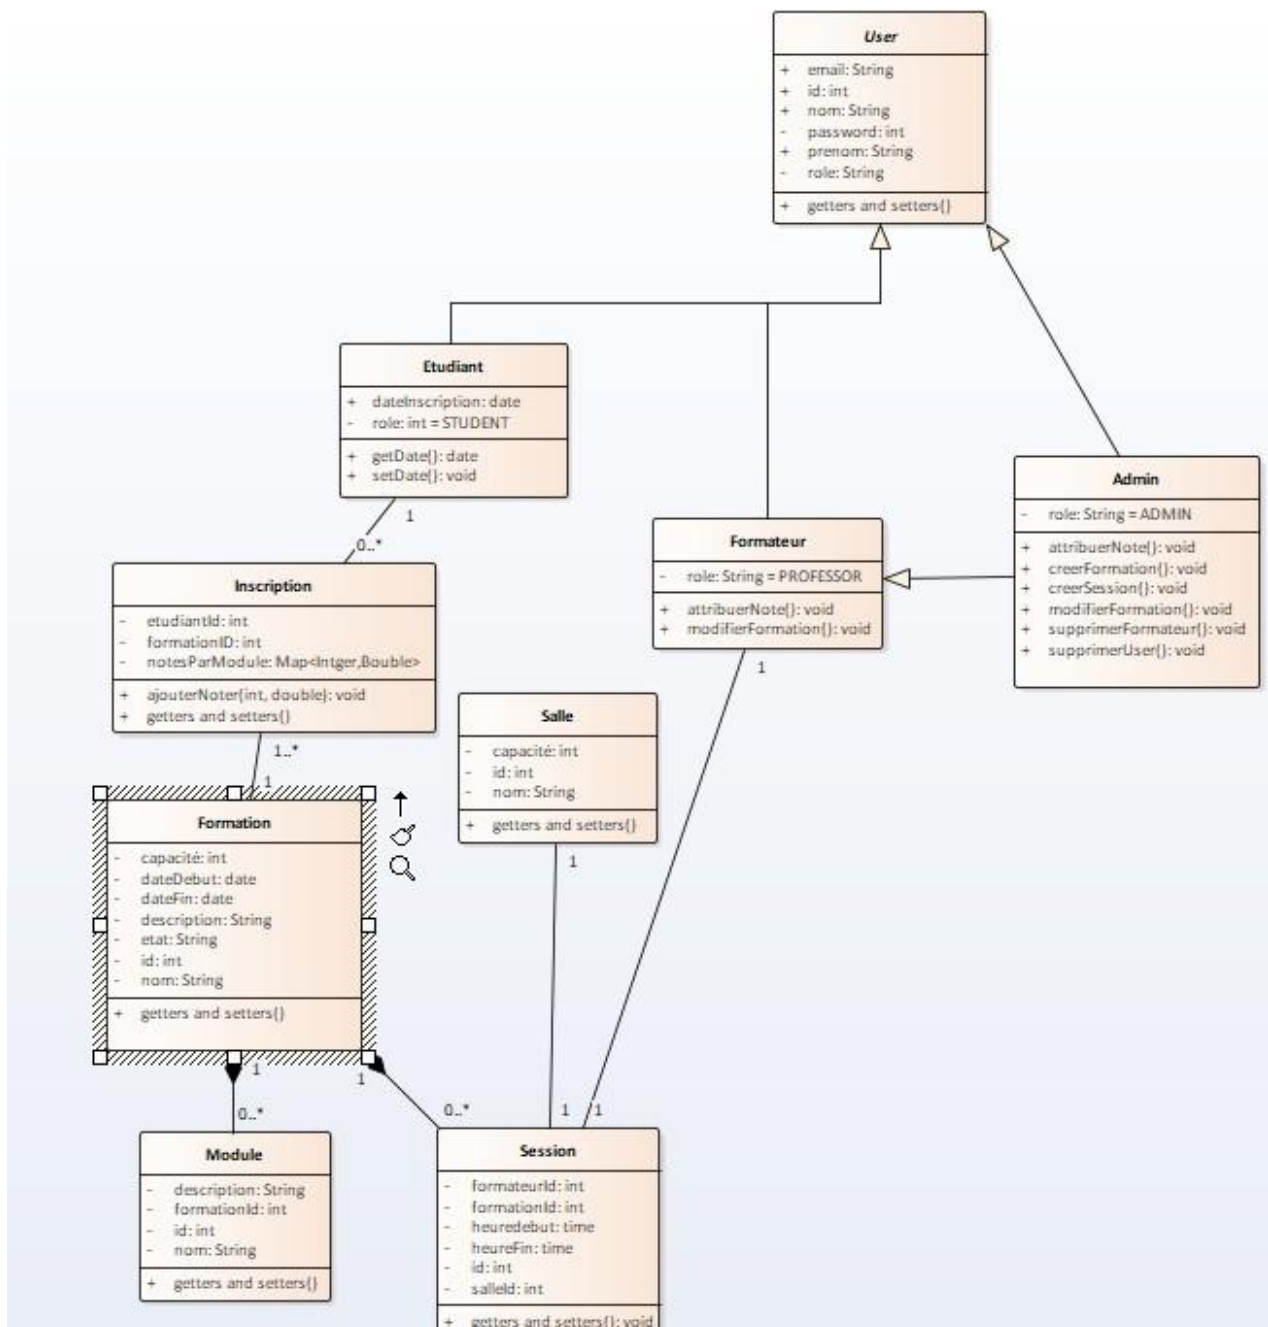 User
+ email: String
+ id: int
+ nom: String
- password: int
+ prenom: String
- role: String
+ getters and setters()
Etudiant
+ dateInscription: date
- role: int = STUDENT
+ getDate(): date
+ setDate(): void
1
0..*
Admin
- role: String = ADMIN
+ attribuerNote(): void
+ creerFormation(): void
+ creerSession(): void
+ modifierFormation(): void
+ supprimerFormateur(): void
+ supprimerUser(): void
Formateur
- role: String = PROFESSOR
+ attribuerNote(): void
+ modifierFormation(): void
1
Inscription
- etudiantId: int
- formationID: int
- notesParModule: Map<Intger,Bouble>
+ ajouterNoter(int, double): void
+ getters and setters()
1..*
1
Salle
- capacité: int
- id: int
- nom: String
+ getters and setters()
1
Formation
- capacité: int
- dateDebut: date
- dateFin: date
- description: String
- etat: String
- id: int
- nom: String
+ getters and setters()
1
1
0..*
0..*
1
1
Module
- description: String
- formationId: int
- id: int
- nom: String
+ getters and setters()
Session
- formateurId: int
- formationId: int
- heuredebut: time
- heureFin: time
- id: int
- salleId: int
+ getters and setters(): void